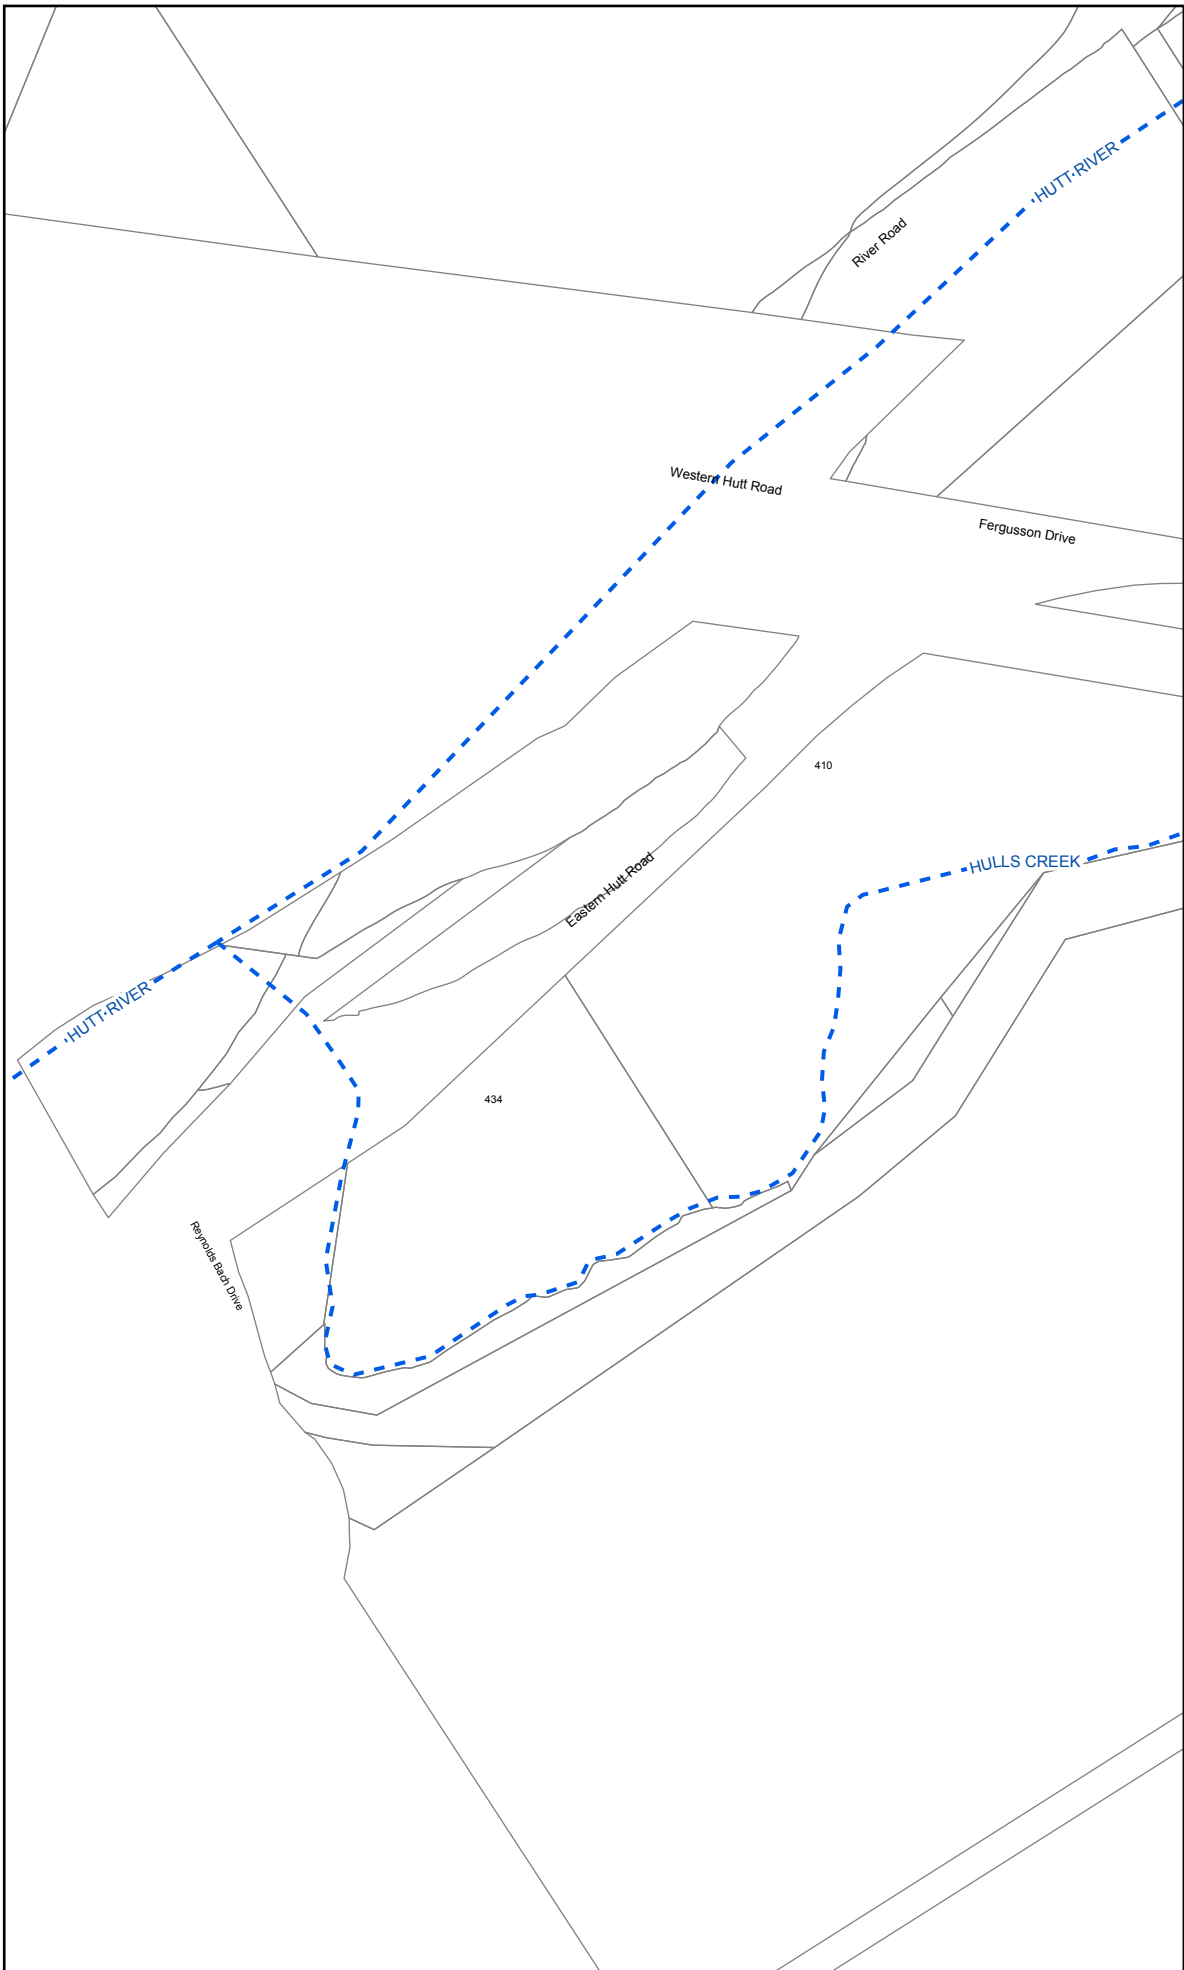 HUTT RIVER
River Road
Western Hutt Road
Fergusson Drive
410
HULLS CREEK
Eastern Hutt Road
HUTT RIVER
434
Reynolds Bach Drive